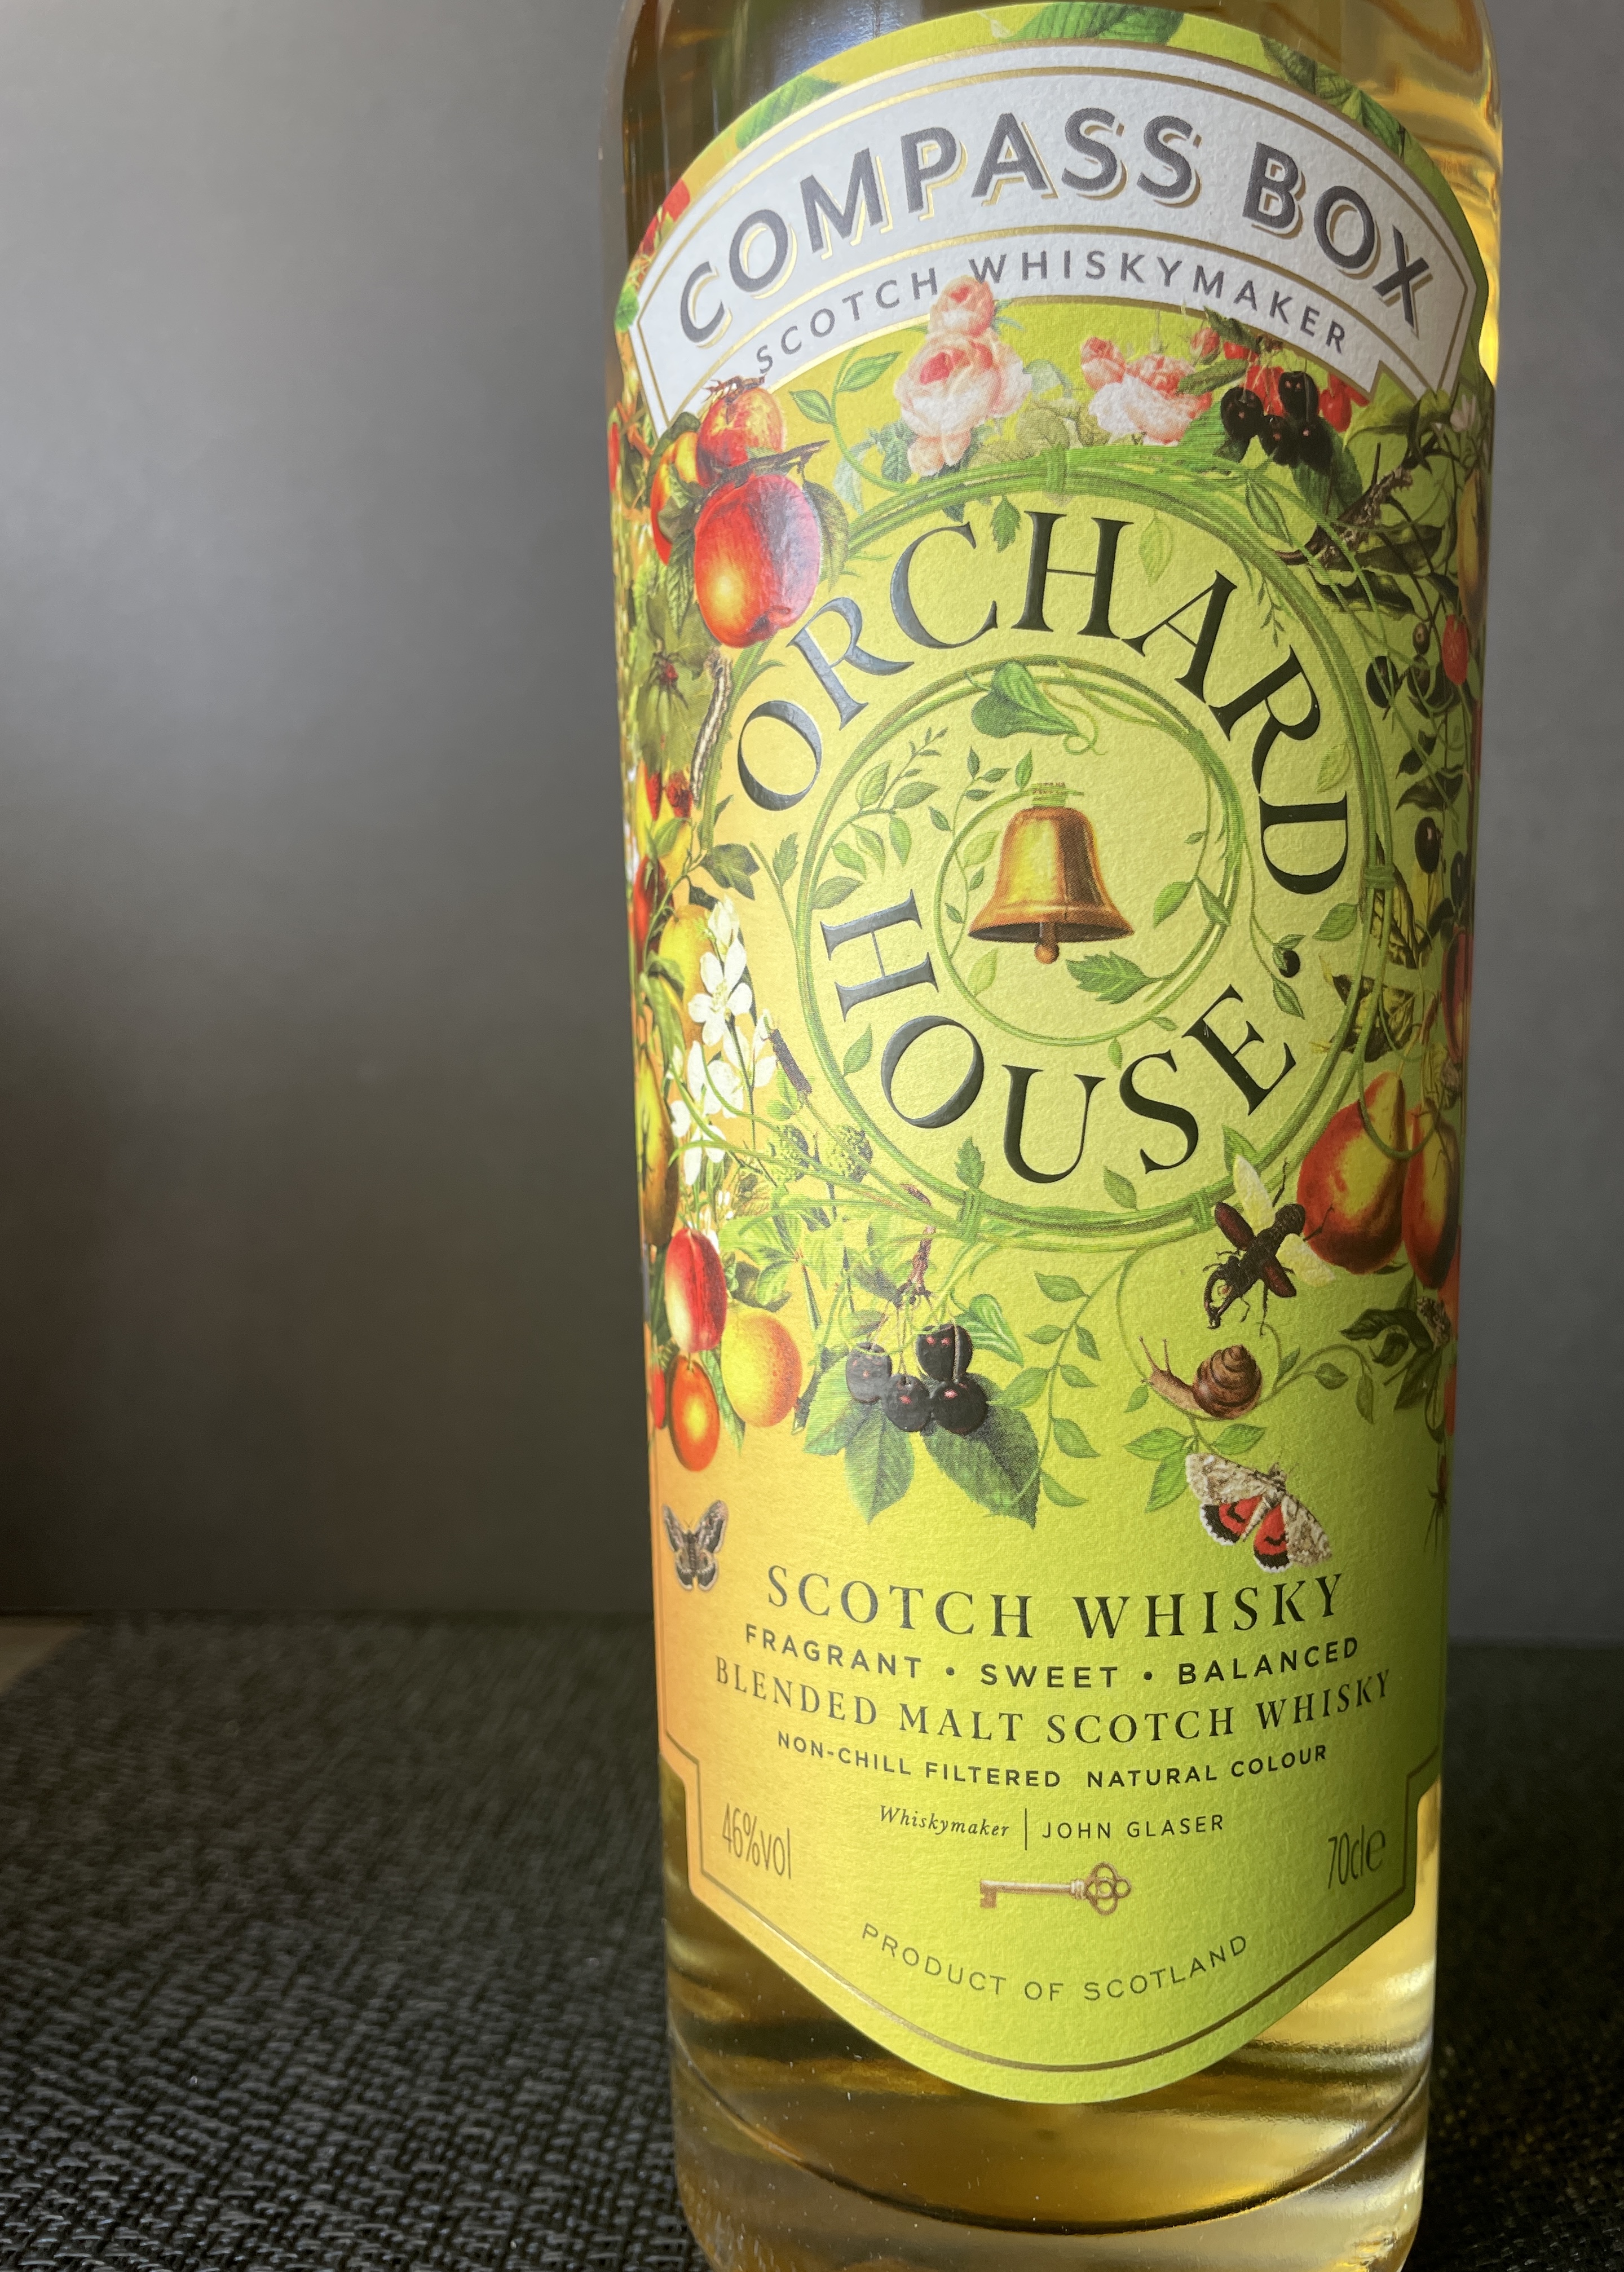 COMPASS BOX
SCOTCH WHISKYMAKER
ORCHARD
HOUSE
SCOTCH WHISKY
FRAGRANT • SWEET • BALANCED
BLENDED MALT SCOTCH WHISKY
NON-CHILL FILTERED NATURAL COLOUR
Whiskymaker | JOHN GLASER
46%vol
70cle
PRODUCT OF SCOTLAND